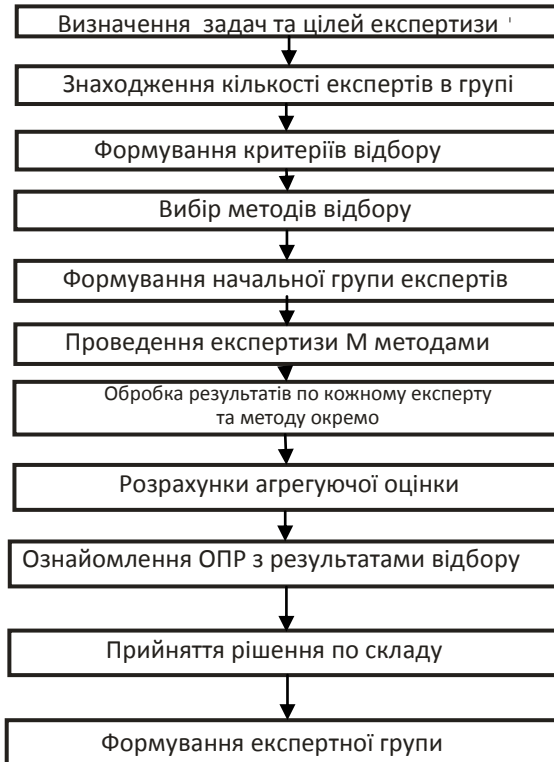 Визначення задач та цілей експертизи
Знаходження кількості експертів в групі
Формування критеріїв відбору
Вибір методів відбору
Формування начальної групи експертів
Проведення експертизи М методами
Обробка результатів по кожному експерту
та методу окремо
Розрахунки агрегуючої оцінки
Ознайомлення ОПР з результатами відбору
Прийняття рішення по складу
Формування експертної групи